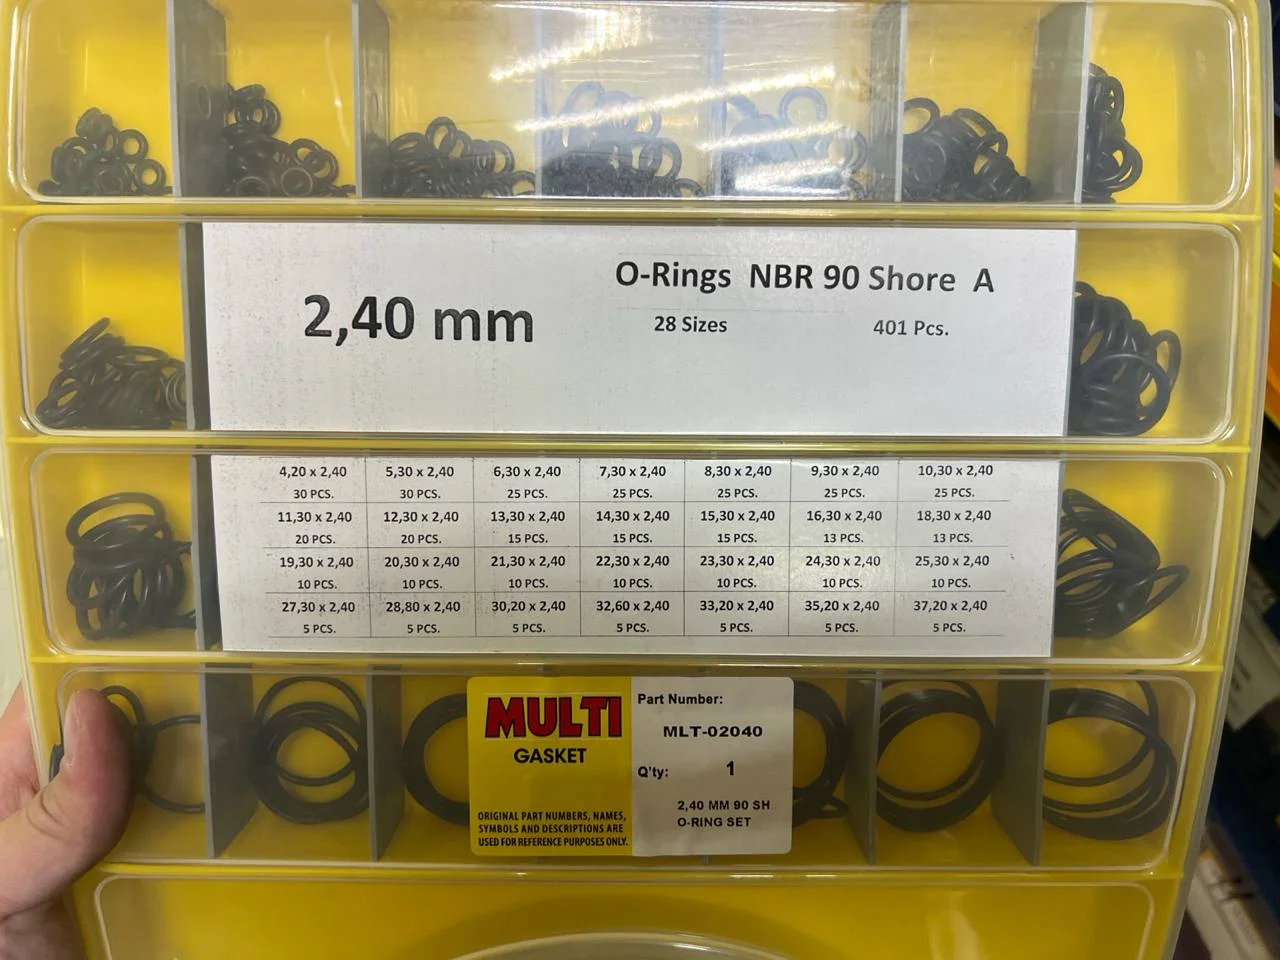 2,40 mm
O-Rings NBR 90 Shore A
28 Sizes 401 Pcs.
4,20 x 2,40 5,30 x 2,40 6,30 x 2,40 7,30 x 2,40 8,30 x 2,40 9,30 x 2,40 10,30 x 2,40
30 PCS. 30 PCS. 25 PCS. 25 PCS. 25 PCS. 25 PCS. 25 PCS.
11,30 x 2,40 12,30 x 2,40 13,30 x 2,40 14,30 x 2,40 15,30 x 2,40 16,30 x 2,40 18,30 x 2,40
20 PCS. 20 PCS. 15 PCS. 15 PCS. 15 PCS. 13 PCS. 13 PCS.
19,30 x 2,40 20,30 x 2,40 21,30 x 2,40 22,30 x 2,40 23,30 x 2,40 24,30 x 2,40 25,30 x 2,40
10 PCS. 10 PCS. 10 PCS. 10 PCS. 10 PCS. 10 PCS. 10 PCS.
27,30 x 2,40 28,80 x 2,40 30,20 x 2,40 32,60 x 2,40 33,20 x 2,40 35,20 x 2,40 37,20 x 2,40
5 PCS. 5 PCS. 5 PCS. 5 PCS. 5 PCS. 5 PCS. 5 PCS.
MULTI
GASKET
ORIGINAL PART NUMBERS, NAMES,
SYMBOLS AND DESCRIPTIONS ARE
USED FOR REFERENCE PURPOSES ONLY.
Part Number:
MLT-02040
Q'ty: 1
2,40 MM 90 SH
O-RING SET